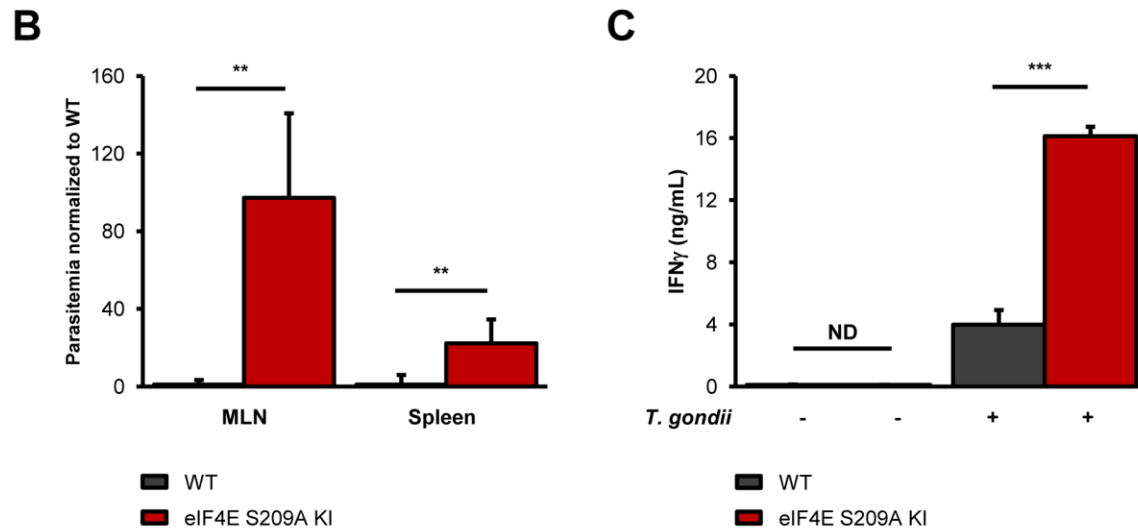 B
Parasitemia normalized to WT
160
120
80
40
0
**
**
MLN Spleen
WT
eIF4E S209A KI
C
IFNγ (ng/mL)
20
16
12
8
4
0
ND
***
T. gondii - - + +
WT
eIF4E S209A KI